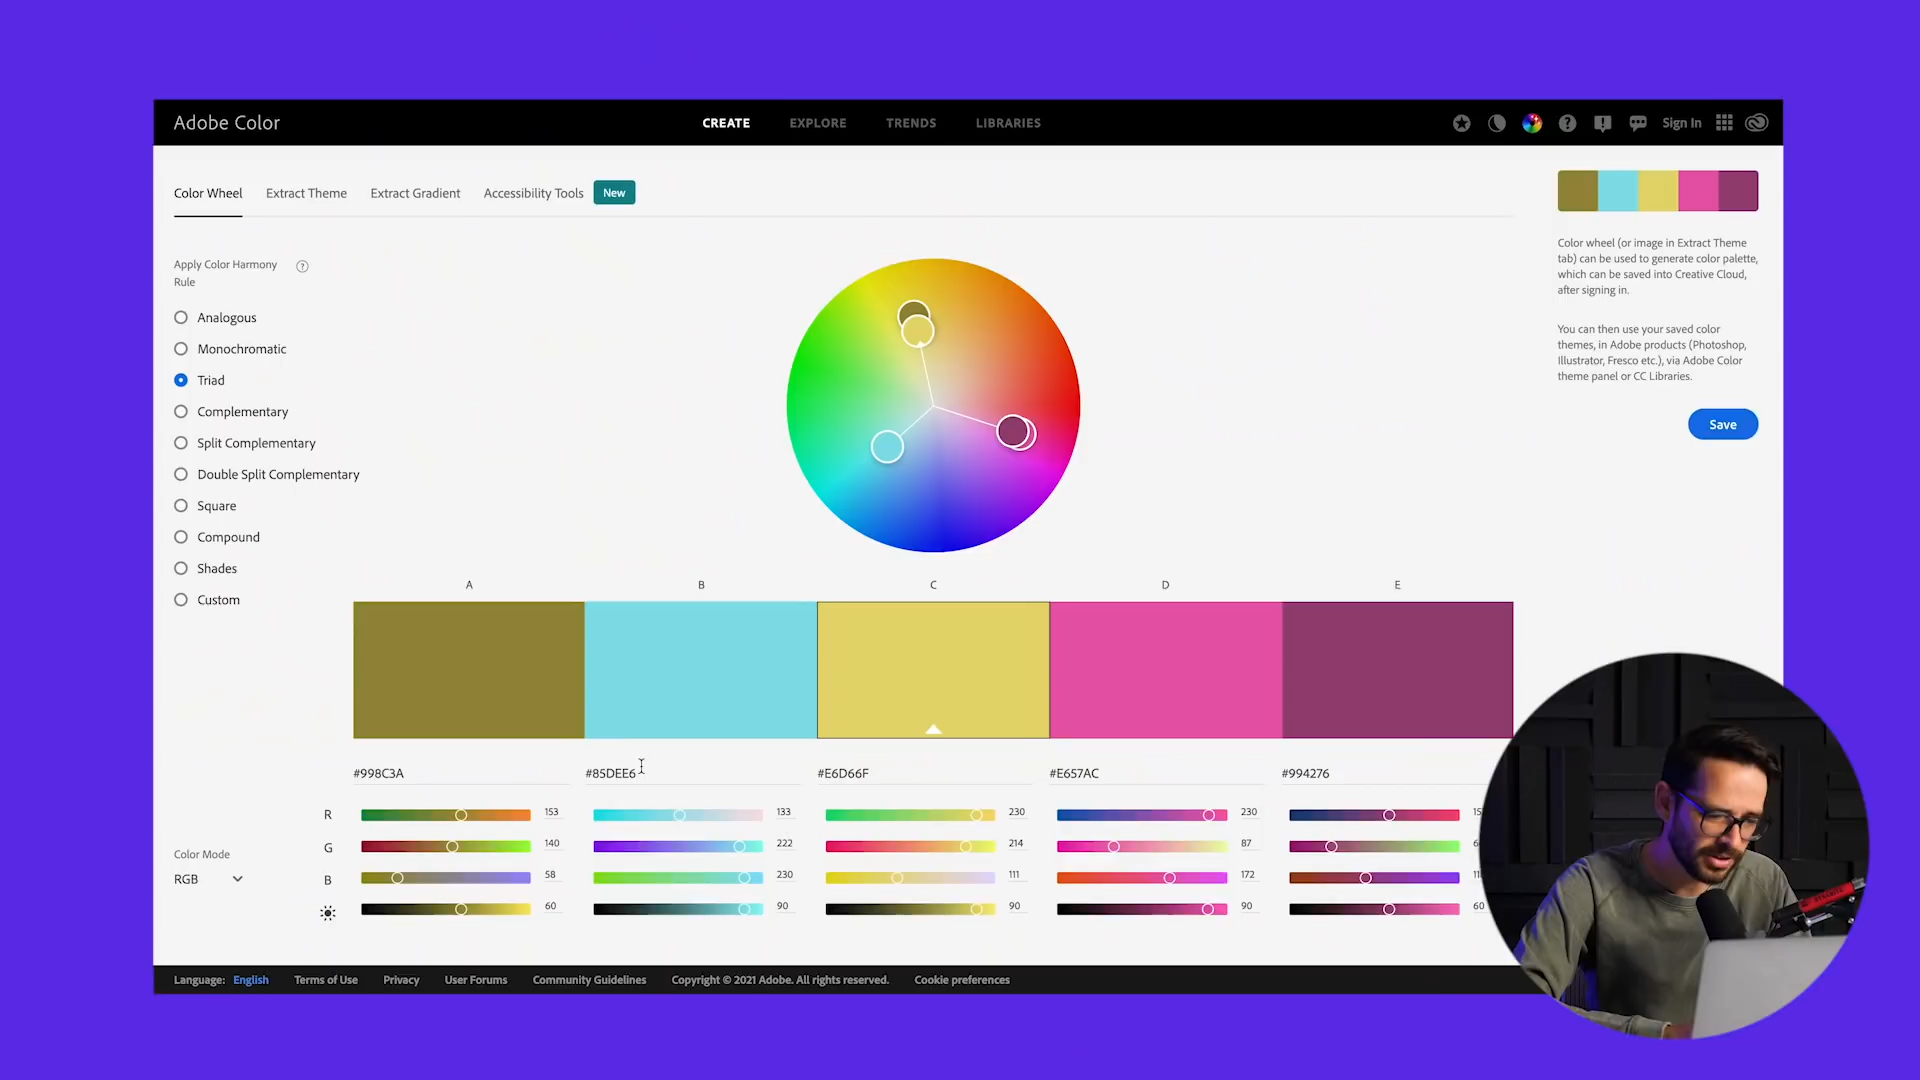 Adobe Color
CREATE
EXPLORE
TRENDS
LIBRARIES
Sign In
Color Wheel
Extract Theme
Extract Gradient
Accessibility Tools
New
Color wheel (or image in Extract Theme
tab) can be used to generate color palette,
which can be saved into Creative Cloud,
after signing in.
You can then use your saved color
themes, in Adobe products (Photoshop,
Illustrator, Fresco etc.), via Adobe Color
theme panel or CC Libraries.
Save
Apply Color Harmony
Rule
Analogous
Monochromatic
Triad
Complementary
Split Complementary
Double Split Complementary
Square
Compound
Shades
Custom
A
B
C
D
E
#998C3A
#85DEE6
#E6D66F
#E657AC
#994276
R
153
133
230
230
G
140
222
214
87
B
58
230
111
172
60
90
90
90
60
Color Mode
RGB
Language: English
Terms of Use
Privacy
User Forums
Community Guidelines
Copyright © 2021 Adobe. All rights reserved.
Cookie preferences